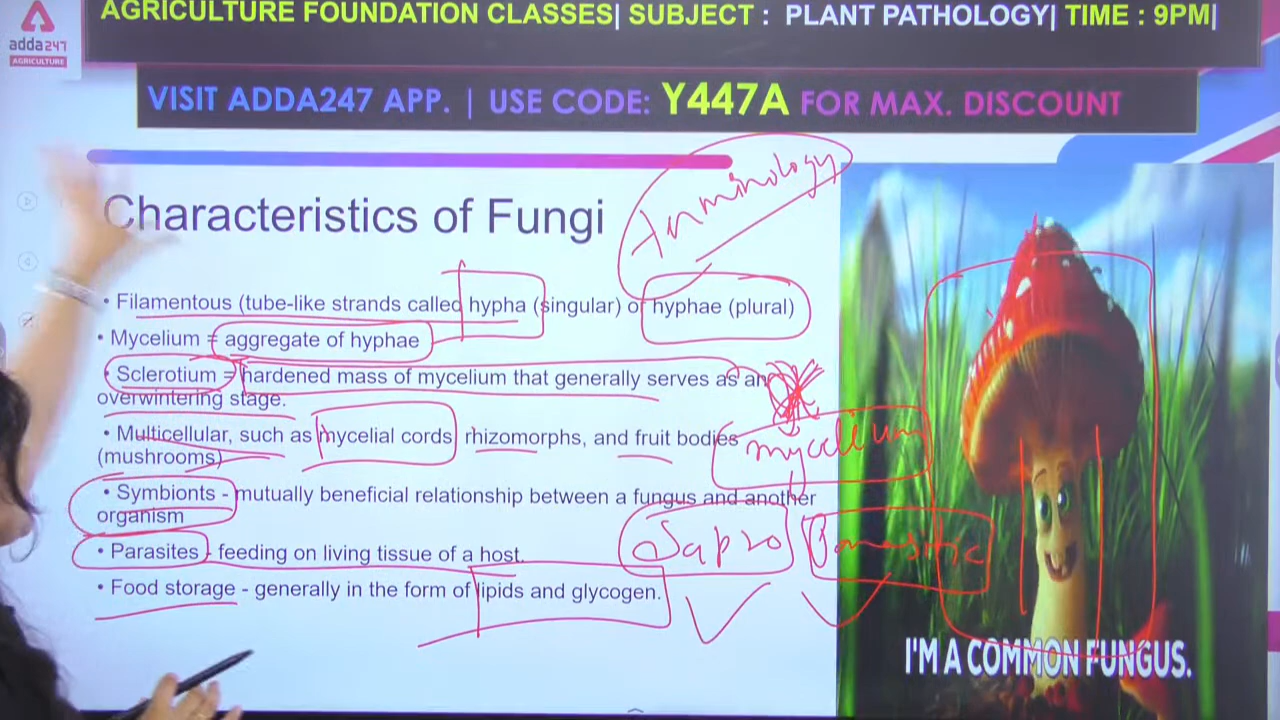 AGRICULTURE FOUNDATION CLASSES| SUBJECT : PLANT PATHOLOGY| TIME : 9PM|
adda247
AGRICULTURE
VISIT ADDA247 APP. | USE CODE: Y447A FOR MAX. DISCOUNT
Characteristics of Fungi
• Filamentous (tube-like strands called hypha (singular) or hyphae (plural)
• Mycelium = aggregate of hyphae
• Sclerotium = hardened mass of mycelium that generally serves as an
overwintering stage.
• Multicellular, such as mycelial cords rhizomorphs, and fruit bodies
(mushrooms)
mycelium
• Symbionts - mutually beneficial relationship between a fungus and another
organism
Sapro
Parasitic
• Parasites - feeding on living tissue of a host.
• Food storage - generally in the form of lipids and glycogen.
I'M A COMMON FUNGUS.